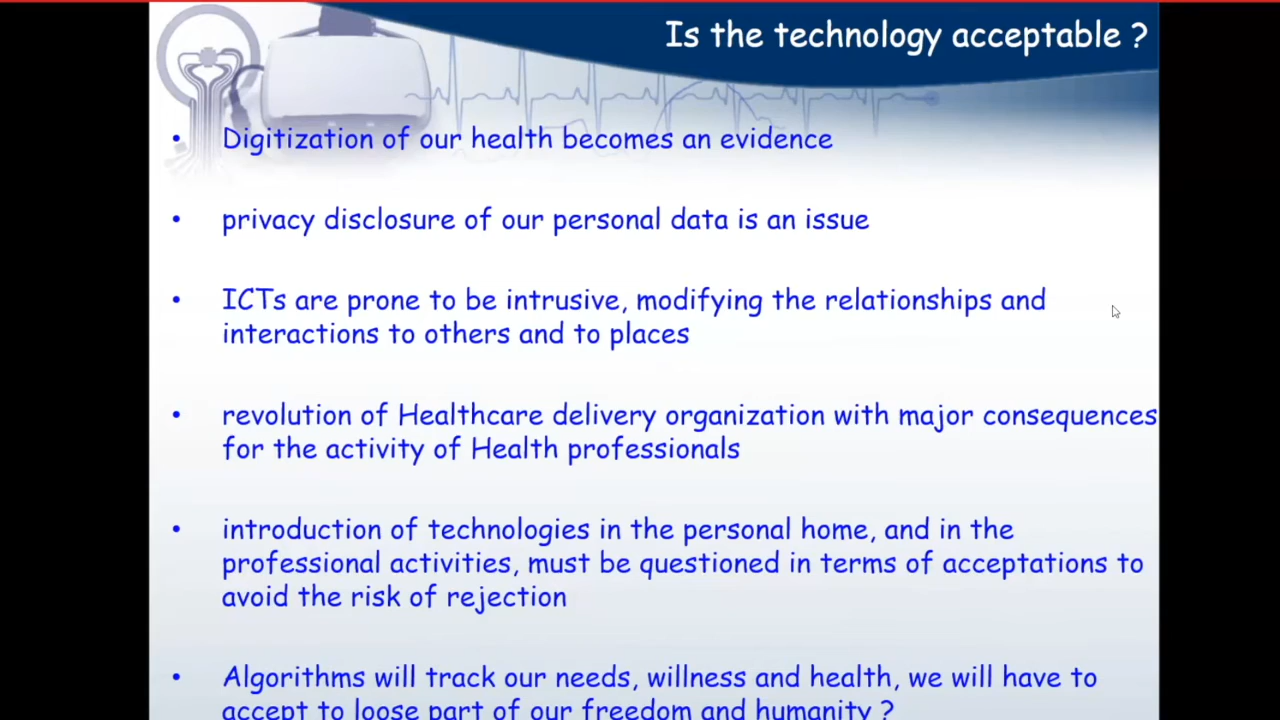 Is the technology acceptable ?
• Digitization of our health becomes an evidence
• privacy disclosure of our personal data is an issue
• ICTs are prone to be intrusive, modifying the relationships and
interactions to others and to places
• revolution of Healthcare delivery organization with major consequences
for the activity of Health professionals
• introduction of technologies in the personal home, and in the
professional activities, must be questioned in terms of acceptations to
avoid the risk of rejection
• Algorithms will track our needs, willness and health, we will have to
accept to loose part of our freedom and humanity ?